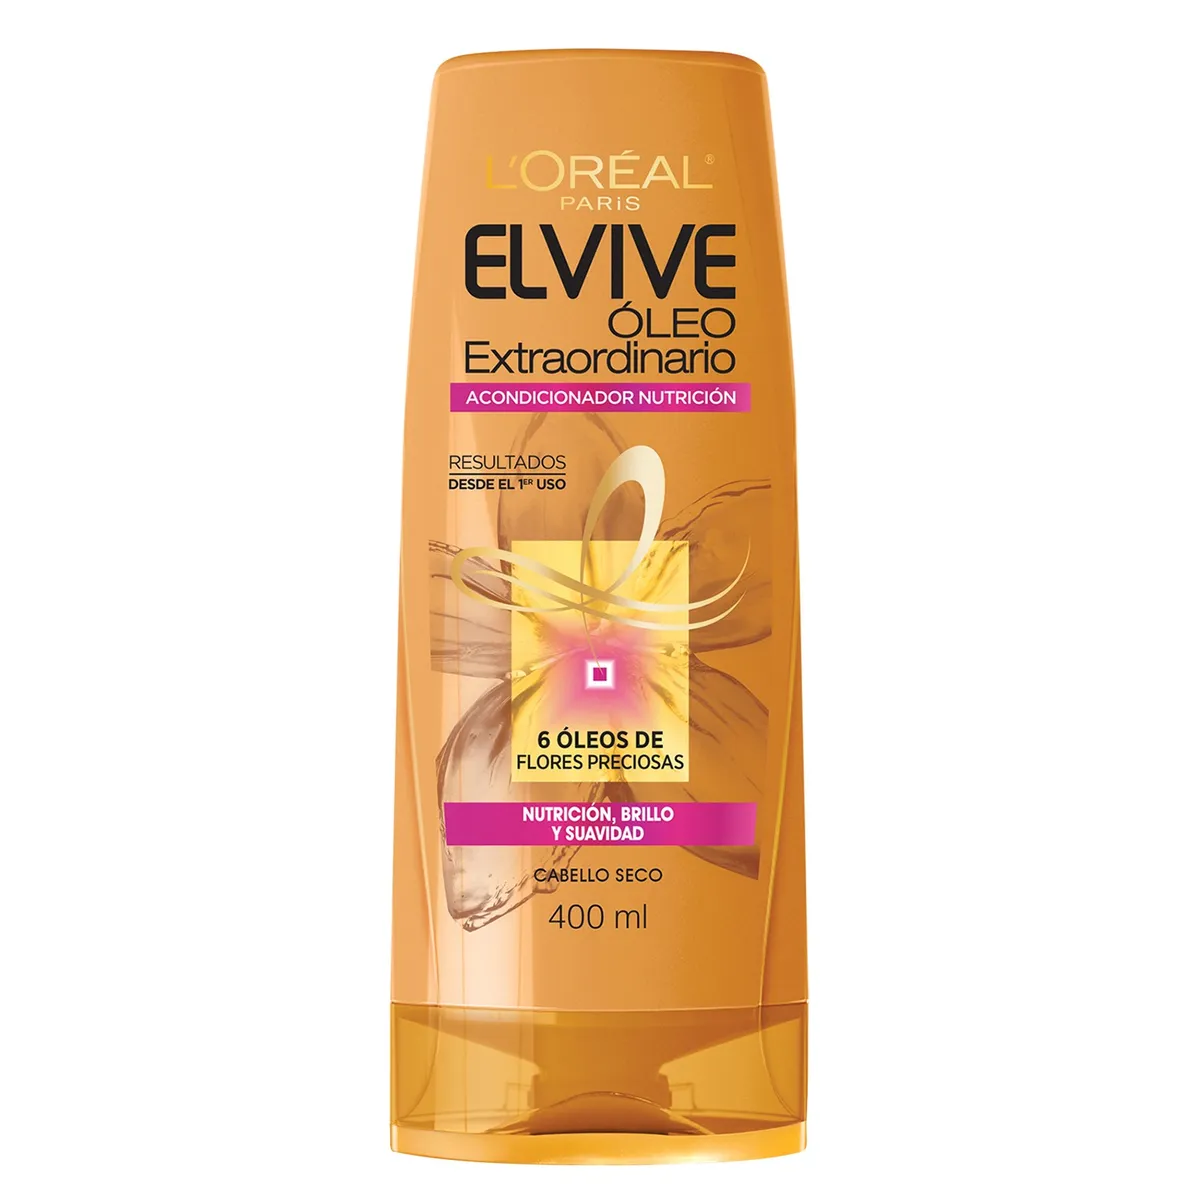 L'ORÉAL®
PARiS
ELVIVE
ÓLEO
Extraordinario
ACONDICIONADOR NUTRICIÓN
RESULTADOS
DESDE EL 1ER USO
6 ÓLEOS DE
FLORES PRECIOSAS
NUTRICIÓN, BRILLO
Y SUAVIDAD
CABELLO SECO
400 ml